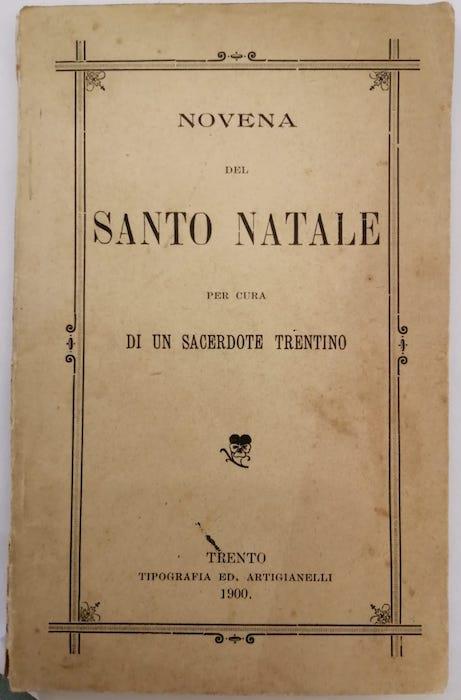 NOVENA
DEL
SANTO NATALE
PER CURA
DI UN SACERDOTE TRENTINO
TRENTO
TIPOGRAFIA ED. ARTIGIANELLI
1900.